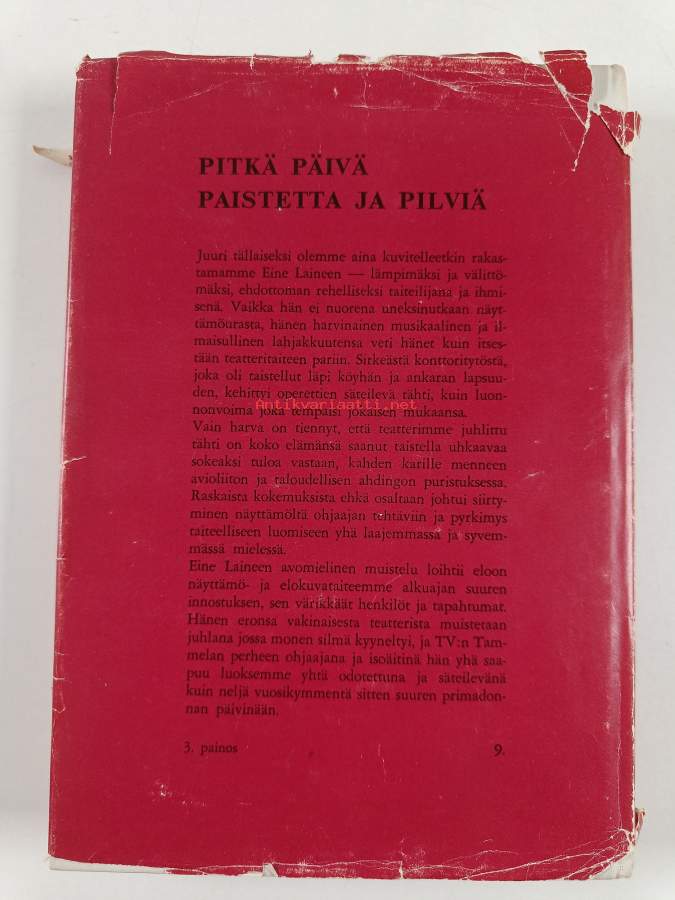 PITKÄ PÄIVÄ
PAISTETTA JA PILVIÄ
Juuri tällaiseksi olemme aina kuvitelleetkin rakas-
tamamme Eine Laineen — lämpimäksi ja välittö-
mäksi, ehdottoman rehelliseksi taiteilijana ja ihmi-
senä. Vaikka hän ei nuorena uneksinutkaan näyt-
tämöurasta, hänen harvinainen musikaalinen ja il-
maisullinen lahjakkuutensa veti hänet kuin itses-
tään teatteritaiteen pariin. Sitkeästä konttoritytöstä,
joka oli taistellut läpi köyhän ja ankaran lapsuu-
den, kehittyi operettien säteilevä tähti, kuin luon-
nonvoima joka tempaisi jokaisen mukaansa.
Antikvariaatti.net
Vain harva on tiennyt, että teatterimme juhlittu
tähti on koko elämänsä saanut taistella uhkaavaa
sokeaksi tuloa vastaan, kahden karille menneen
avioliiton ja taloudellisen ahdingon puristuksessa.
Raskaista kokemuksista ehkä osaltaan johtui siirty-
minen näyttämöltä ohjaajan tehtäviin ja pyrkimys
taiteelliseen luomiseen yhä laajemmassa ja syvem-
mässä mielessä.
Eine Laineen avomielinen muistelu loihtii eloon
näyttämö- ja elokuvataiteemme alkuajan suuren
innostuksen, sen värikkäät henkilöt ja tapahtumat.
Hänen eronsa vakinaisesta teatterista muistetaan
juhlana jossa monen silmä kyyneltyi, ja TV:n Tam-
melan perheen ohjaajana ja isoäitinä hän yhä saa-
puu luoksemme yhtä odotettuna ja säteilevänä
kuin neljä vuosikymmentä sitten suuren primadon-
nan päivinään.
3. painos 9.